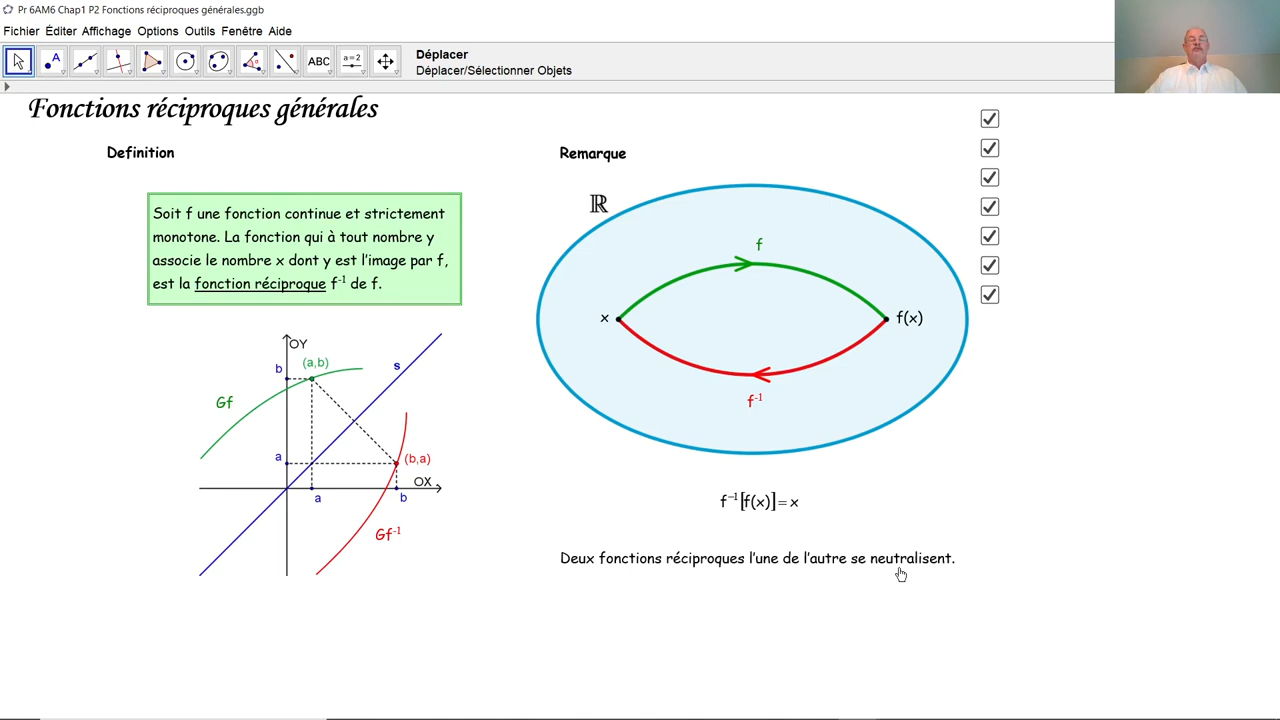 Pr 6AM6 Chap1 P2 Fonctions réciproques générales.ggb
Fichier Éditer Affichage Options Outils Fenêtre Aide
A
ABC
a=2
Déplacer
Déplacer/Sélectionner Objets
Fonctions réciproques générales
Definition
Soit f une fonction continue et strictement
monotone. La fonction qui à tout nombre y
associe le nombre x dont y est l'image par f,
est la fonction réciproque f⁻¹ de f.
OY
b
(a,b)
s
Gf
a
(b,a)
OX
a
b
Gf⁻¹
Remarque
ℝ
f
x
f(x)
f⁻¹
f⁻¹[f(x)] = x
Deux fonctions réciproques l'une de l'autre se neutralisent.